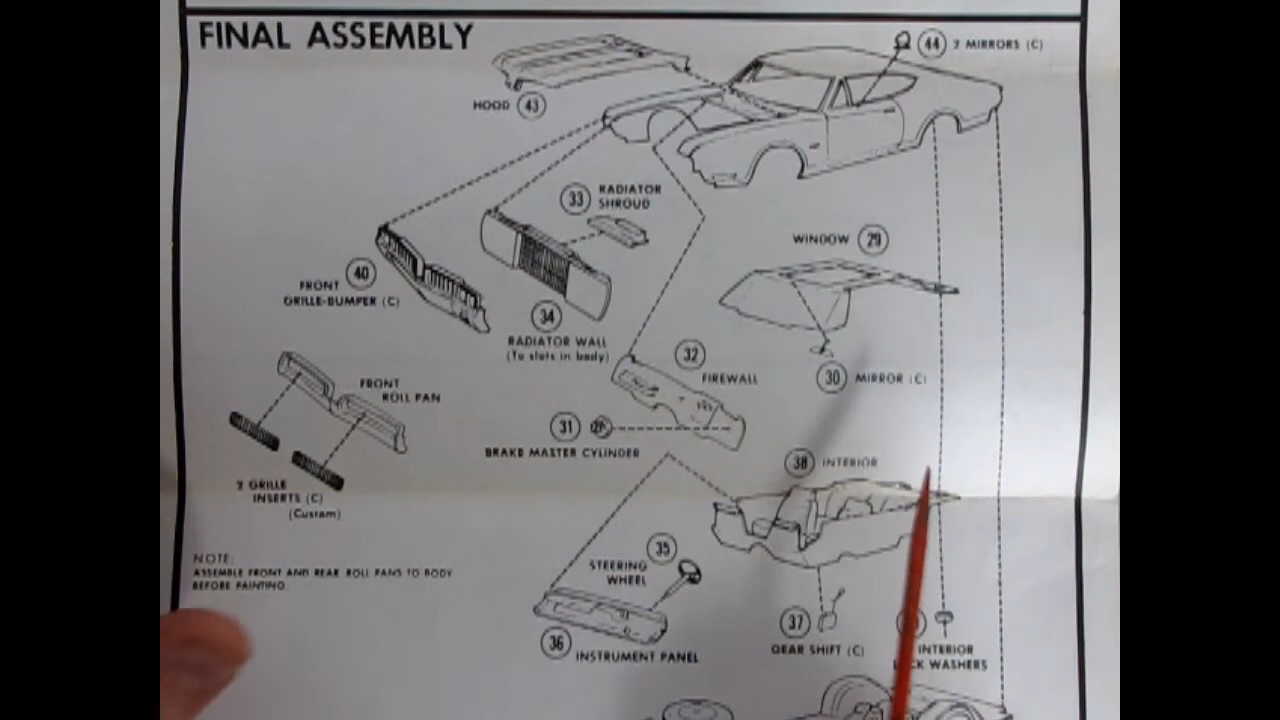 FINAL ASSEMBLY
44 2 MIRRORS (C)
HOOD 43
33 RADIATOR
SHROUD
WINDOW 29
40
FRONT
GRILLE-BUMPER (C)
34
RADIATOR WALL
(To slots in body)
32
FIREWALL
30 MIRROR (C)
FRONT
ROLL PAN
31
BRAKE MASTER CYLINDER
38 INTERIOR
2 GRILLE
INSERTS (C)
(Custom)
NOTE:
ASSEMBLE FRONT AND REAR ROLL PANS TO BODY
BEFORE PAINTING.
35
STEERING
WHEEL
37
GEAR SHIFT (C)
36 INSTRUMENT PANEL
INTERIOR
WASHERS